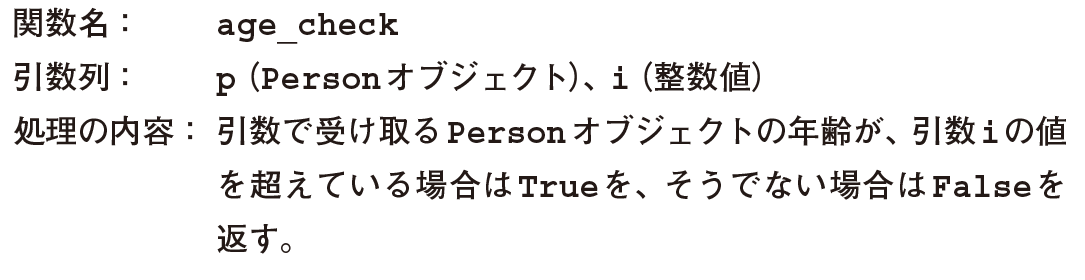 関数名： age_check
引数列： p（Personオブジェクト）、i（整数値）
処理の内容： 引数で受け取るPersonオブジェクトの年齢が、引数iの値
を超えている場合はTrueを、そうでない場合はFalseを
返す。